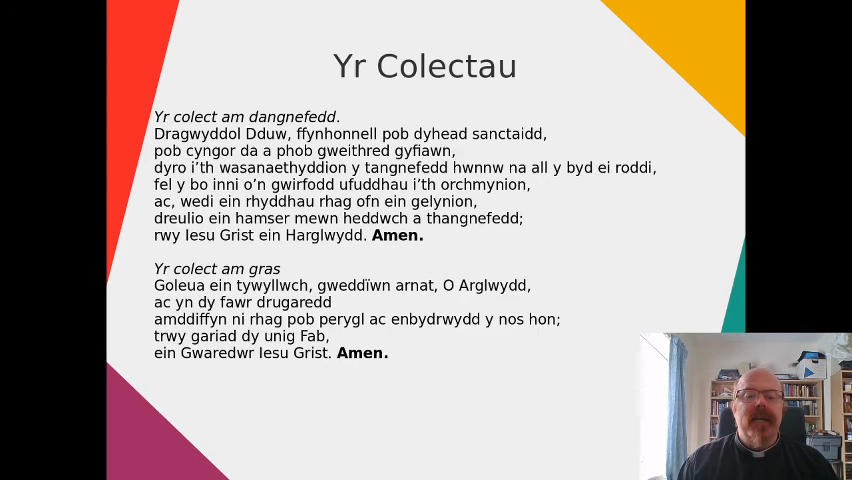 Yr Colectau
Yr colect am dangnefedd.
Dragwyddol Dduw, ffynhonnell pob dyhead sanctaidd,
pob cyngor da a phob gweithred gyfiawn,
dyro i’th wasanaethyddion y tangnefedd hwnnw na all y byd ei roddi,
fel y bo inni o’n gwirfodd ufuddhau i’th orchmynion,
ac, wedi ein rhyddhau rhag ofn ein gelynion,
dreulio ein hamser mewn heddwch a thangnefedd;
rwy Iesu Grist ein Harglwydd. Amen.
Yr colect am gras
Goleua ein tywyllwch, gweddïwn arnat, O Arglwydd,
ac yn dy fawr drugaredd
amddiffyn ni rhag pob perygl ac enbydrwydd y nos hon;
trwy gariad dy unig Fab,
ein Gwaredwr Iesu Grist. Amen.